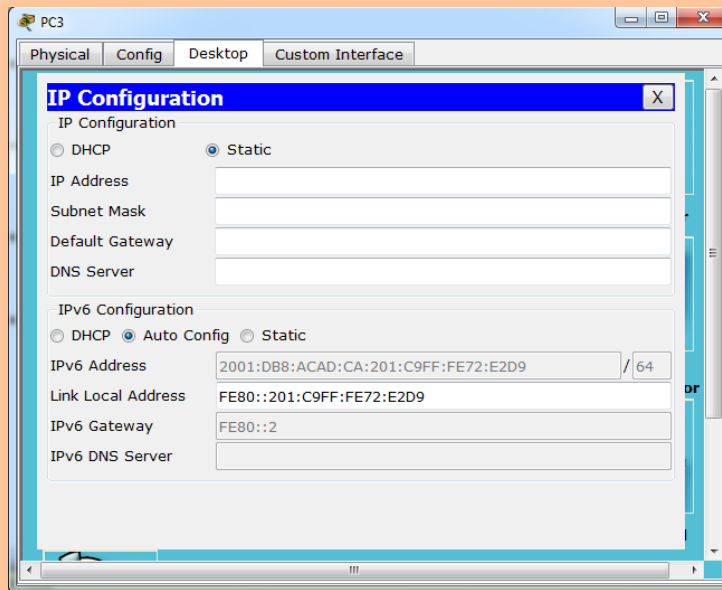 PC3
Physical Config Desktop Custom Interface
IP Configuration X
IP Configuration
DHCP Static
IP Address
Subnet Mask
Default Gateway
DNS Server
IPv6 Configuration
DHCP Auto Config Static
IPv6 Address 2001:DB8:ACAD:CA:201:C9FF:FE72:E2D9 / 64
Link Local Address FE80::201:C9FF:FE72:E2D9
IPv6 Gateway FE80::2
IPv6 DNS Server
or